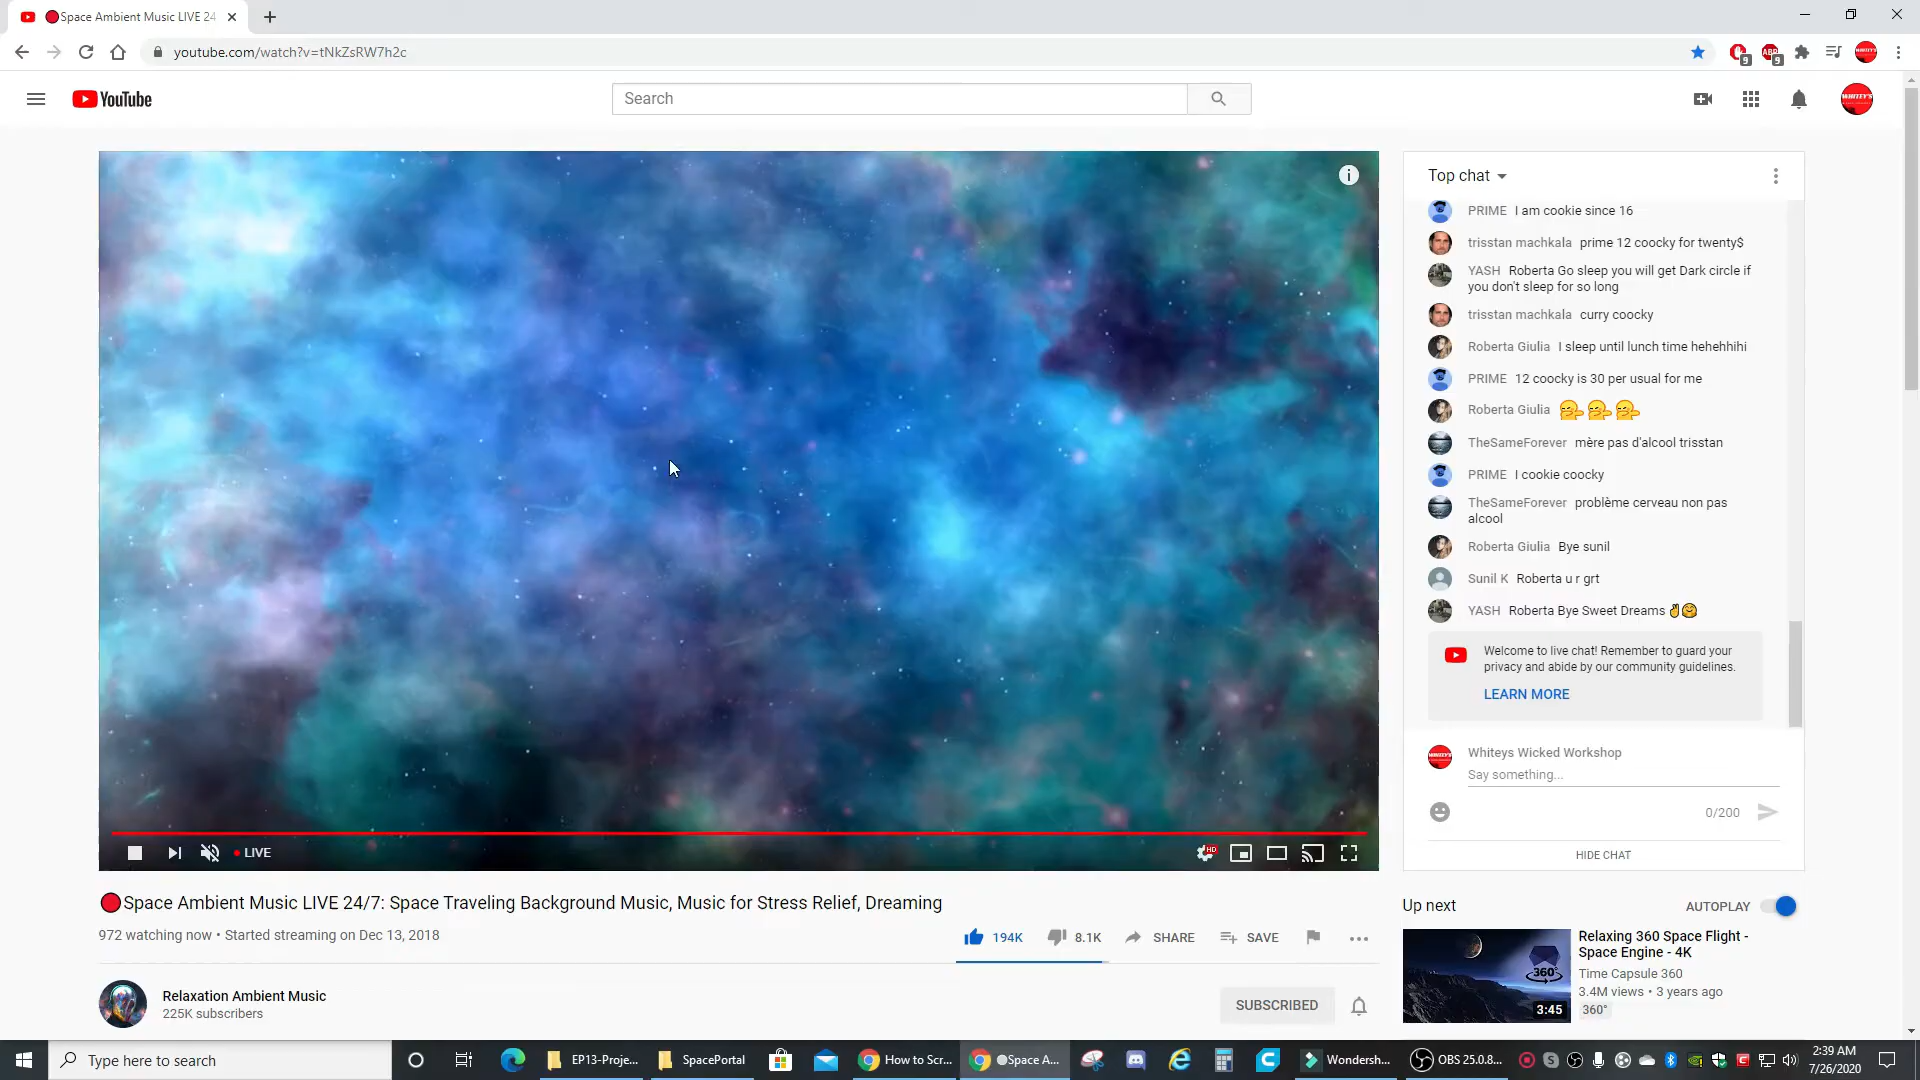 Space Ambient Music LIVE 24
youtube.com/watch?v=tNkZsRW7h2c
9
ABP
9
YouTube
Search
WHITEY'S
Top chat
PRIME I am cookie since 16
trisstan machkala prime 12 coocky for twenty$
YASH Roberta Go sleep you will get Dark circle if
you don't sleep for so long
trisstan machkala curry coocky
Roberta Giulia I sleep until lunch time hehehhihi
PRIME 12 coocky is 30 per usual for me
Roberta Giulia 
TheSameForever mère pas d'alcool trisstan
PRIME I cookie coocky
TheSameForever problème cerveau non pas
alcool
Roberta Giulia Bye sunil
Sunil K Roberta u r grt
YASH Roberta Bye Sweet Dreams ✌🤗
Welcome to live chat! Remember to guard your
privacy and abide by our community guidelines.
LEARN MORE
Whiteys Wicked Workshop
Say something...
0/200
HIDE CHAT
LIVE
HD
🔴Space Ambient Music LIVE 24/7: Space Traveling Background Music, Music for Stress Relief, Dreaming
972 watching now • Started streaming on Dec 13, 2018
194K 8.1K SHARE SAVE
Relaxation Ambient Music
225K subscribers
SUBSCRIBED
Up next
AUTOPLAY
Relaxing 360 Space Flight -
Space Engine - 4K
Time Capsule 360
3.4M views • 3 years ago
360°
360°
3:45
Type here to search
EP13-Proje...
SpacePortal
How to Scr...
Space A...
Wondersh...
OBS 25.0.8...
2:39 AM
7/26/2020